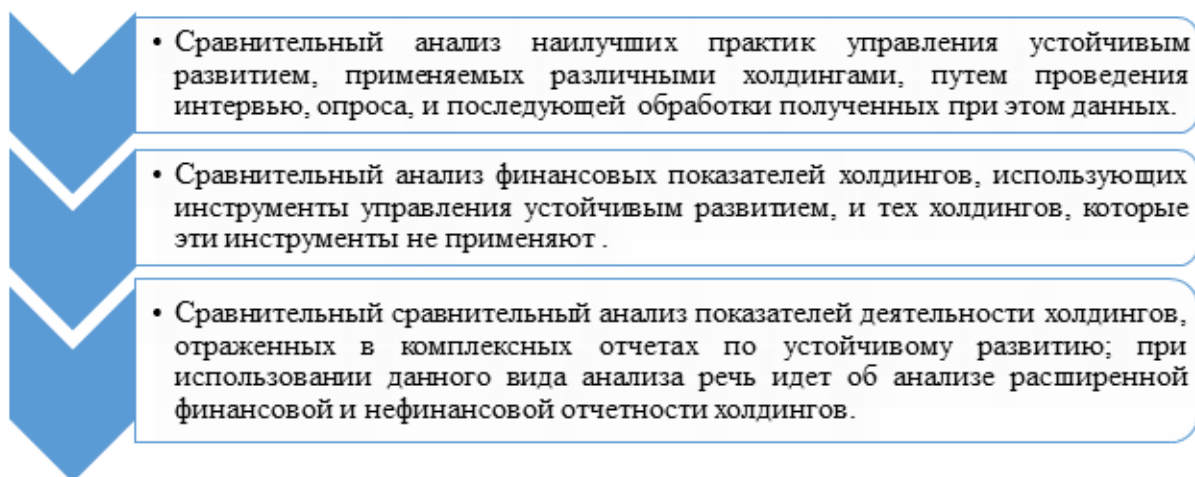 • Сравнительный анализ наилучших практик управления устойчивым
развитием, применяемых различными холдингами, путем проведения
интервью, опроса, и последующей обработки полученных при этом данных.
• Сравнительный анализ финансовых показателей холдингов, использующих
инструменты управления устойчивым развитием, и тех холдингов, которые
эти инструменты не применяют .
• Сравнительный сравнительный анализ показателей деятельности холдингов,
отраженных в комплексных отчетах по устойчивому развитию; при
использовании данного вида анализа речь идет об анализе расширенной
финансовой и нефинансовой отчетности холдингов.